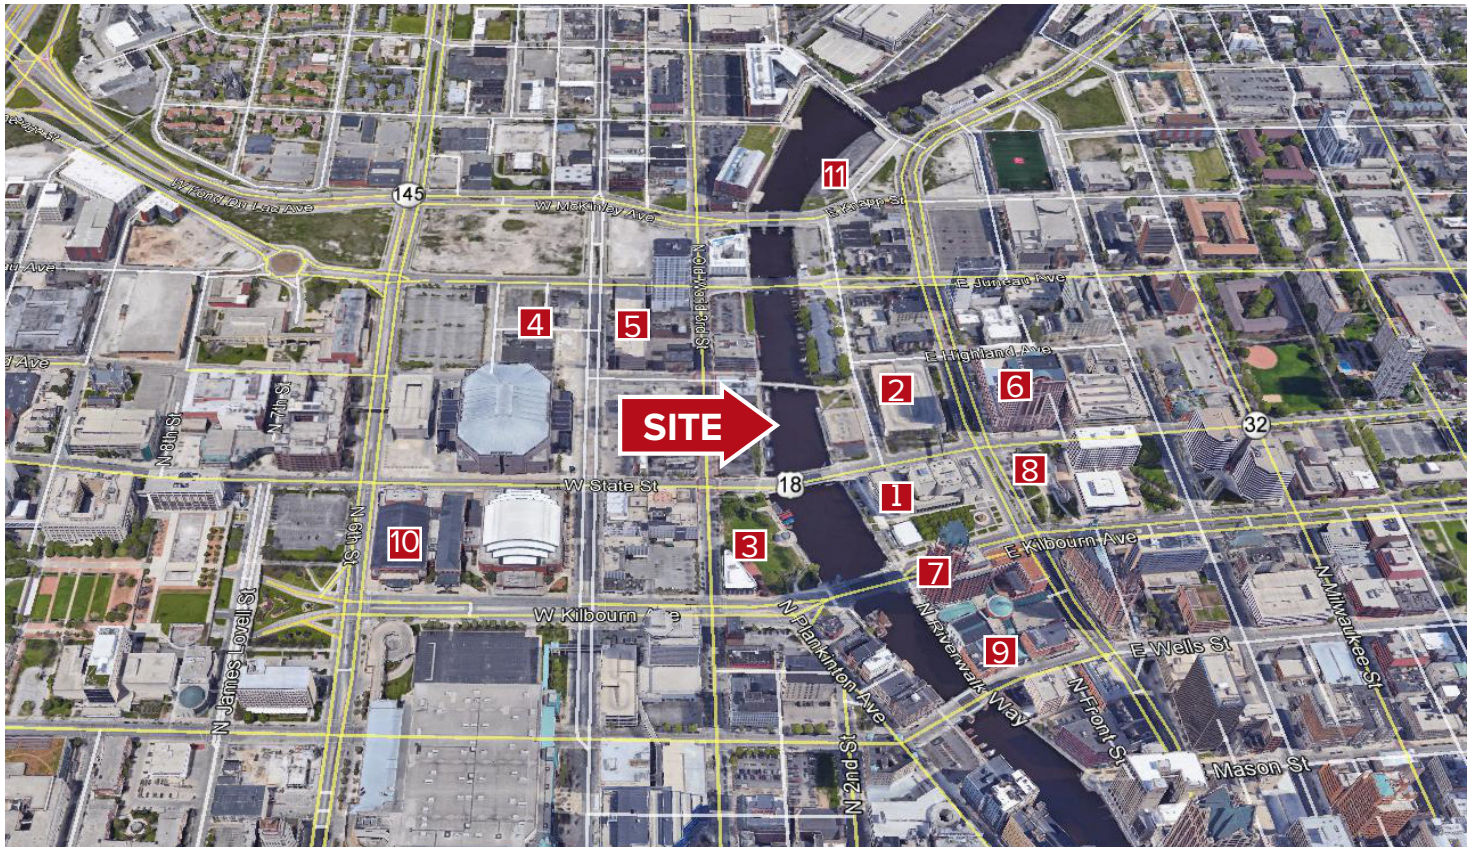 145
W Fond Du Lac Ave
W McKinley Ave
11
E Knapp St
N Old World 3rd St
E Juneau Ave
4
5
E Highland Ave
6
2
N 7th St
N 8th St
SITE
32
W State St
18
8
1
10
N 6th St
3
E Kilbourn Ave
7
W Kilbourn Ave
N Plankinton Ave
N Riverwalk Way
9
E Wells St
N James Lovell St
N Milwaukee St
N Front St
N 2nd St
Mason St